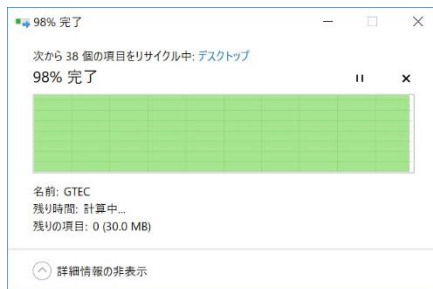 98% 完了
次から 38 個の項目をリサイクル中: デスクトップ
98% 完了
名前: GTEC
残り時間: 計算中...
残りの項目: 0 (30.0 MB)
詳細情報の非表示